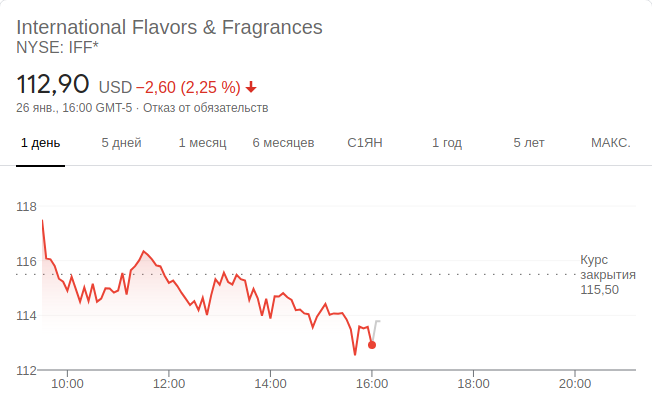 International Flavors & Fragrances
NYSE: IFF*
112,90 USD −2,60 (2,25 %)
26 янв., 16:00 GMT-5 · Отказ от обязательств
1 день 5 дней 1 месяц 6 месяцев С1ЯН 1 год 5 лет МАКС.
118
116
Курс
закрытия
115,50
114
112
10:00 12:00 14:00 16:00 18:00 20:00